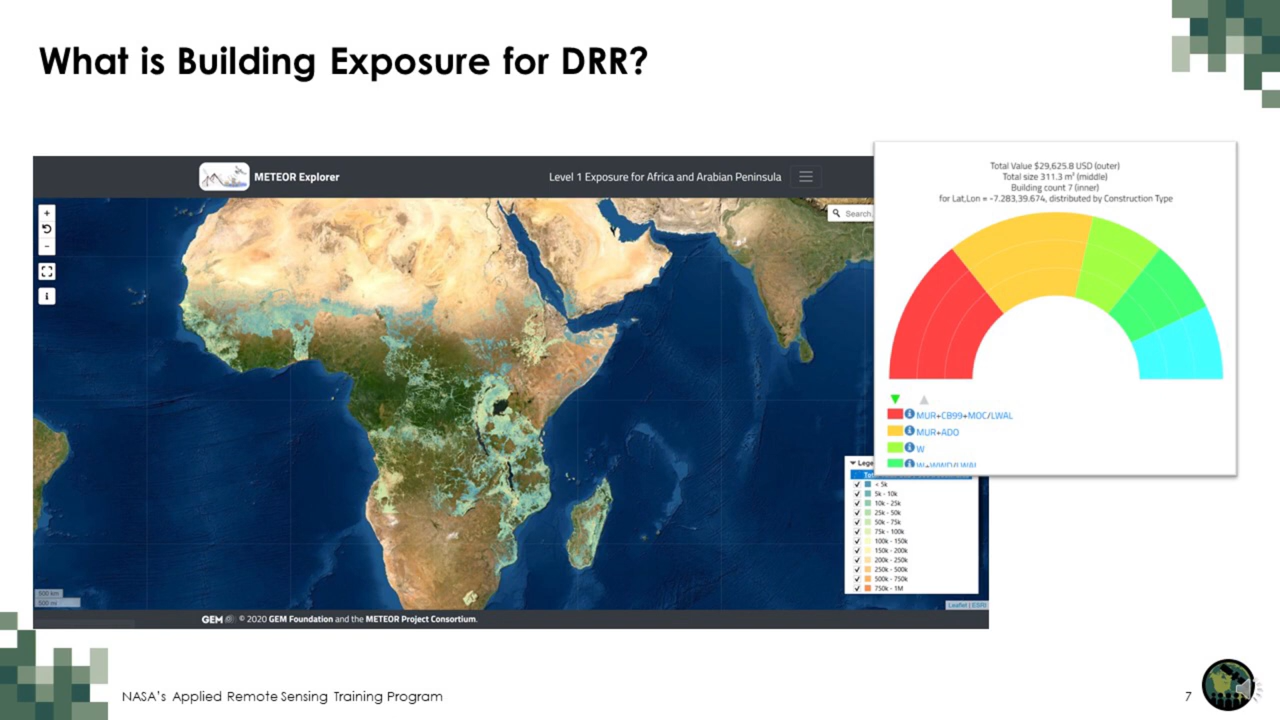 What is Building Exposure for DRR?
METEOR Explorer
Level 1 Exposure for Africa and Arabian Peninsula
+
-
i
Search
Total Value $29,625.8 USD (outer)
Total size 311.3 m² (middle)
Building count 7 (inner)
for Lat,Lon = -7.283,39.674, distributed by Construction Type
MUR+CB99+MOC/LWAL
MUR+ADO
W
Lege
< 5k
5k - 10k
10k - 25k
25k - 50k
50k - 75k
75k - 100k
100k - 150k
150k - 200k
200k - 250k
250k - 500k
500k - 750k
750k - 1M
500 km
500 mi
Leaflet | ESRI
GEM © 2020 GEM Foundation and the METEOR Project Consortium.
NASA's Applied Remote Sensing Training Program
7